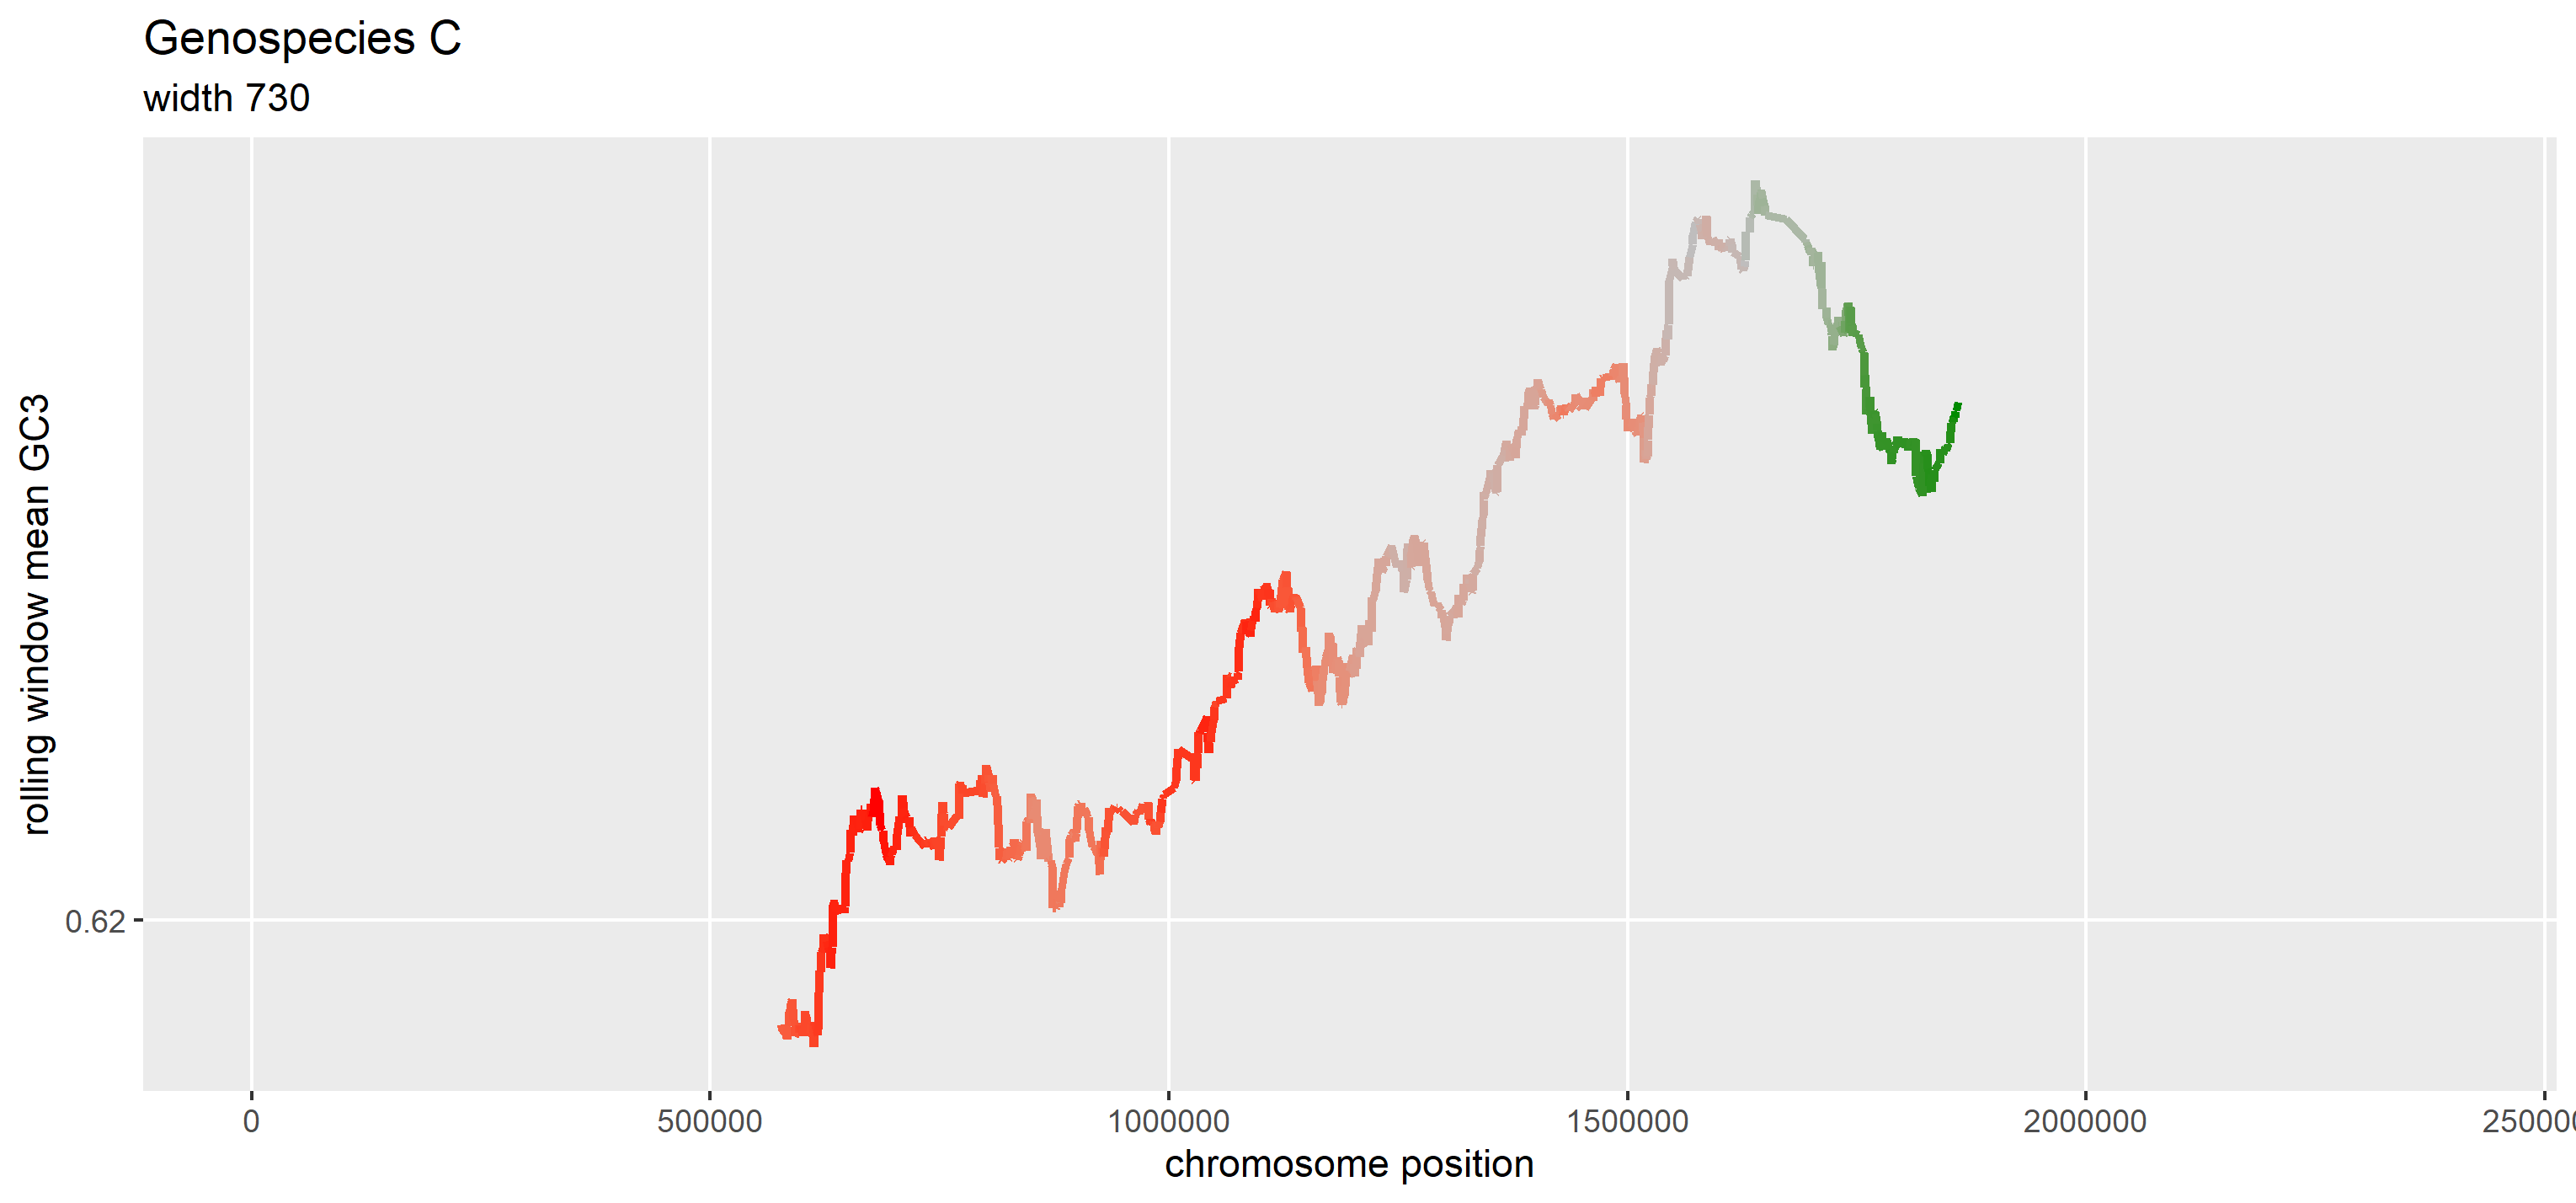 Genospecies C
width 730
rolling window mean GC3
0.62
0 500000 1000000 1500000 2000000
chromosome position